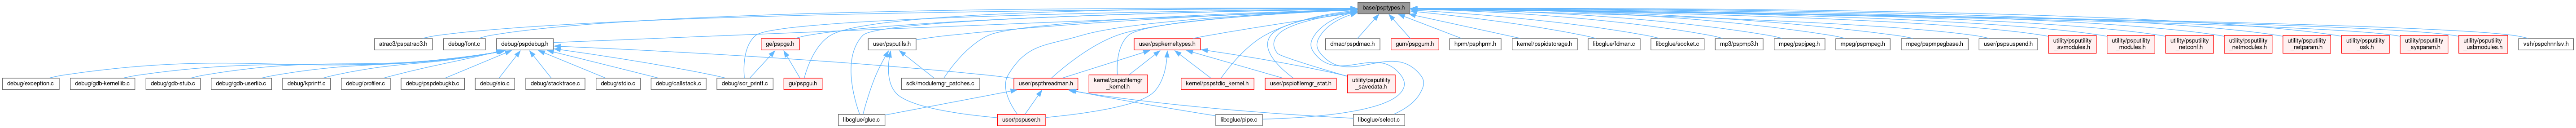 base/psptypes.h
atrac3/pspatrac3.h
debug/font.c
debug/pspdebug.h
ge/pspge.h
user/psputils.h
user/pspkerneltypes.h
dmac/pspdmac.h
gum/pspgum.h
hprm/psphprm.h
kernel/pspidstorage.h
libcglue/fdman.c
libcglue/socket.c
mp3/pspmp3.h
mpeg/pspjpeg.h
mpeg/pspmpeg.h
mpeg/pspmpegbase.h
user/pspsuspend.h
utility/psputility
_avmodules.h
utility/psputility
_modules.h
utility/psputility
_netconf.h
utility/psputility
_netmodules.h
utility/psputility
_netparam.h
utility/psputility
_osk.h
utility/psputility
_sysparam.h
utility/psputility
_usbmodules.h
vsh/pspchnnlsv.h
debug/exception.c
debug/gdb-kernellib.c
debug/gdb-stub.c
debug/gdb-userlib.c
debug/kprintf.c
debug/profiler.c
debug/pspdebugkb.c
debug/sio.c
debug/stacktrace.c
debug/stdio.c
debug/callstack.c
debug/scr_printf.c
gu/pspgu.h
sdk/modulemgr_patches.c
user/pspthreadman.h
kernel/pspiofilemgr
_kernel.h
kernel/pspstdio_kernel.h
user/pspiofilemgr_stat.h
utility/psputility
_savedata.h
libcglue/glue.c
user/pspuser.h
libcglue/pipe.c
libcglue/select.c